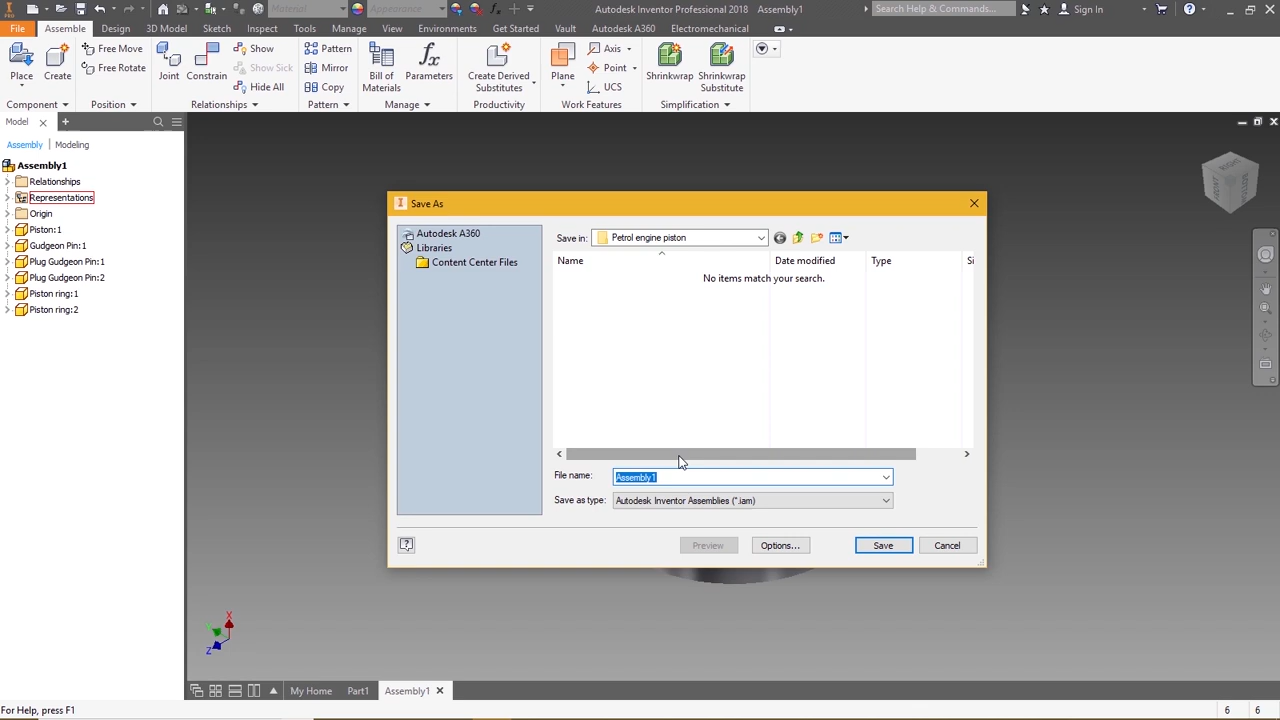 Material
Appearance
Autodesk Inventor Professional 2018 Assembly1
Search Help & Commands...
Sign In
File Assemble Design 3D Model Sketch Inspect Tools Manage View Environments Get Started Vault Autodesk A360 Electromechanical
Place Create Free Move Free Rotate Joint Constrain Show Show Sick Hide All Pattern Mirror Copy Bill of Materials Parameters Create Derived Substitutes Plane Axis Point UCS Shrinkwrap Shrinkwrap Substitute
Component Position Relationships Pattern Manage Productivity Work Features Simplification
Model
Assembly Modeling
Assembly1
Relationships
Representations
Origin
Piston:1
Gudgeon Pin:1
Plug Gudgeon Pin:1
Plug Gudgeon Pin:2
Piston ring:1
Piston ring:2
Save As
Autodesk A360
Libraries
Content Center Files
Save in: Petrol engine piston
Name Date modified Type Si
No items match your search.
File name: Assembly1
Save as type: Autodesk Inventor Assemblies (*.iam)
Preview Options... Save Cancel
X
Y
Z
My Home Part1 Assembly1
For Help, press F1
6 6